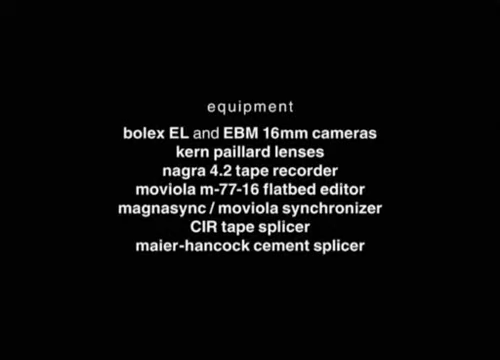 equipment
bolex EL and EBM 16mm cameras
kern paillard lenses
nagra 4.2 tape recorder
moviola m-77-16 flatbed editor
magnasync / moviola synchronizer
CIR tape splicer
maier-hancock cement splicer